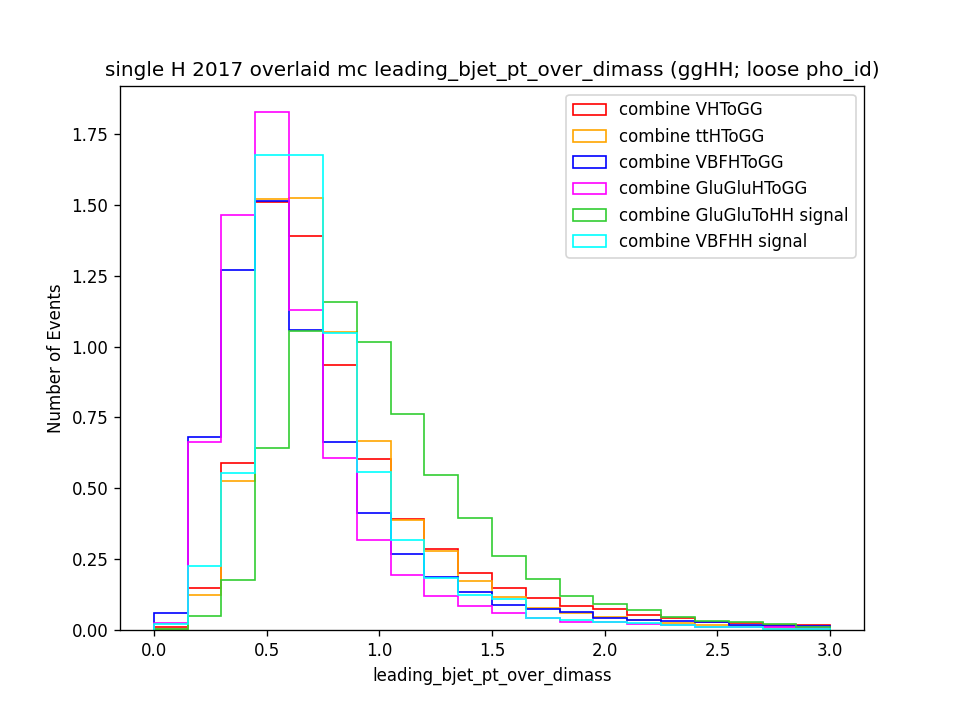 single H 2017 overlaid mc leading_bjet_pt_over_dimass (ggHH; loose pho_id)
combine VHToGG
combine ttHToGG
combine VBFHToGG
combine GluGluHToGG
combine GluGluToHH signal
combine VBFHH signal
Number of Events
1.75
1.50
1.25
1.00
0.75
0.50
0.25
0.00
0.0 0.5 1.0 1.5 2.0 2.5 3.0
leading_bjet_pt_over_dimass